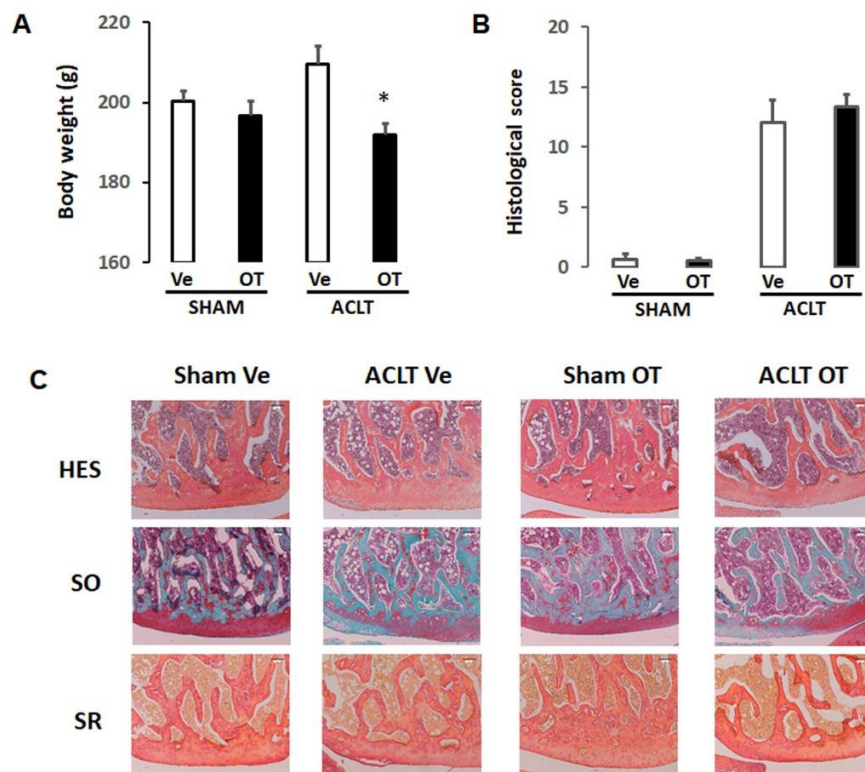 A
Body weight (g)
220
200
180
160
*
Ve OT Ve OT
SHAM ACLT
B
Histological score
20
15
10
5
0
Ve OT Ve OT
SHAM ACLT
C
Sham Ve ACLT Ve Sham OT ACLT OT
HES
SO
SR